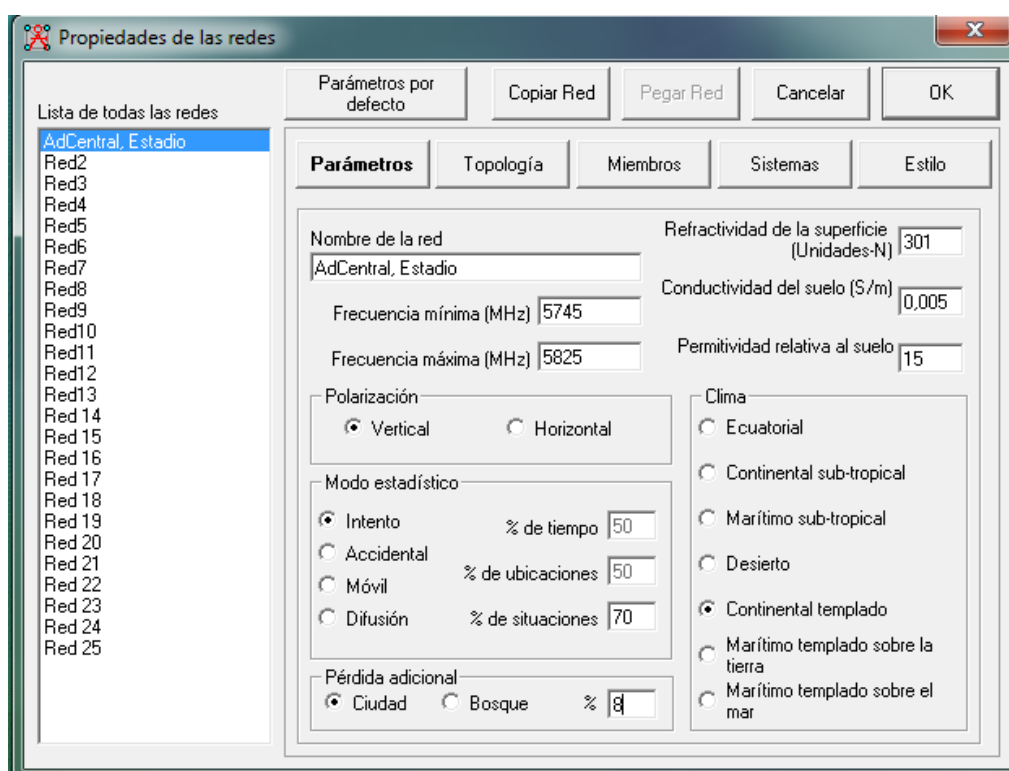 Propiedades de las redes
Parámetros por
defecto
Copiar Red
Pegar Red
Cancelar
OK
Lista de todas las redes
AdCentral, Estadio
Red2
Red3
Red4
Red5
Red6
Red7
Red8
Red9
Red10
Red11
Red12
Red13
Red 14
Red 15
Red 16
Red 17
Red 18
Red 19
Red 20
Red 21
Red 22
Red 23
Red 24
Red 25
Parámetros
Topología
Miembros
Sistemas
Estilo
Nombre de la red
AdCentral, Estadio
Frecuencia mínima (MHz) 5745
Frecuencia máxima (MHz) 5825
Refractividad de la superficie
(Unidades-N) 301
Conductividad del suelo (S/m)
0,005
Permitividad relativa al suelo
15
Polarización
Vertical Horizontal
Modo estadístico
Intento
Accidental
Móvil
Difusión
% de tiempo 50
% de ubicaciones 50
% de situaciones 70
Pérdida adicional
Ciudad Bosque % 8
Clima
Ecuatorial
Continental sub-tropical
Marítimo sub-tropical
Desierto
Continental templado
Marítimo templado sobre la
tierra
Marítimo templado sobre el
mar